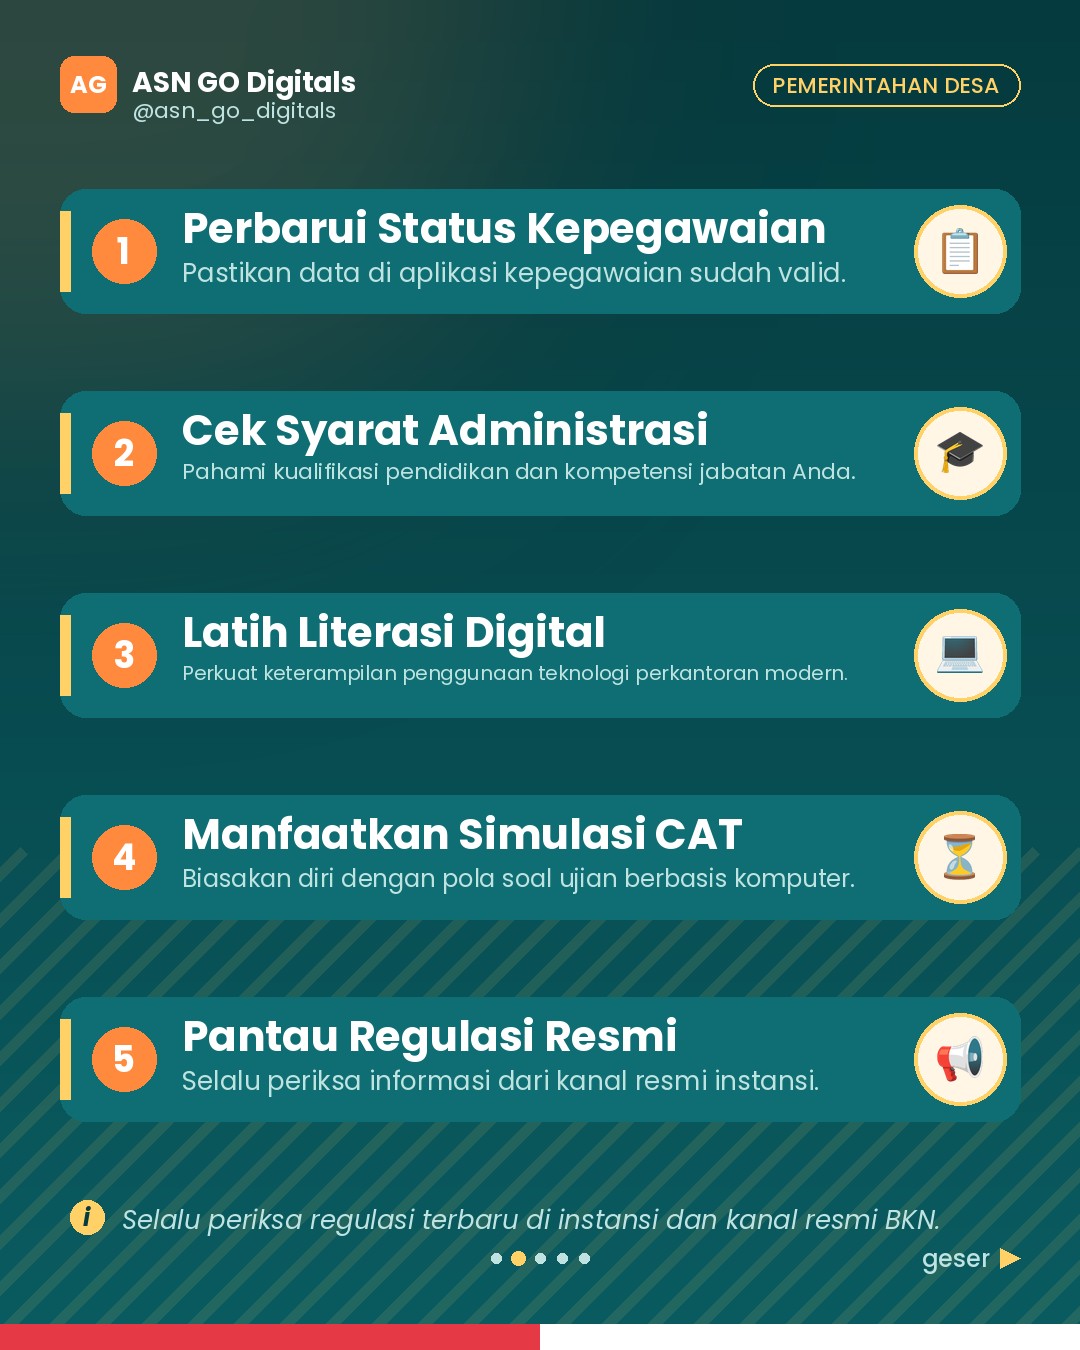 AG
ASN GO Digitals
@asn_go_digitals
PEMERINTAHAN DESA
1
Perbarui Status Kepegawaian
Pastikan data di aplikasi kepegawaian sudah valid.
2
Cek Syarat Administrasi
Pahami kualifikasi pendidikan dan kompetensi jabatan Anda.
3
Latih Literasi Digital
Perkuat keterampilan penggunaan teknologi perkantoran modern.
4
Manfaatkan Simulasi CAT
Biasakan diri dengan pola soal ujian berbasis komputer.
5
Pantau Regulasi Resmi
Selalu periksa informasi dari kanal resmi instansi.
i
Selalu periksa regulasi terbaru di instansi dan kanal resmi BKN.
geser